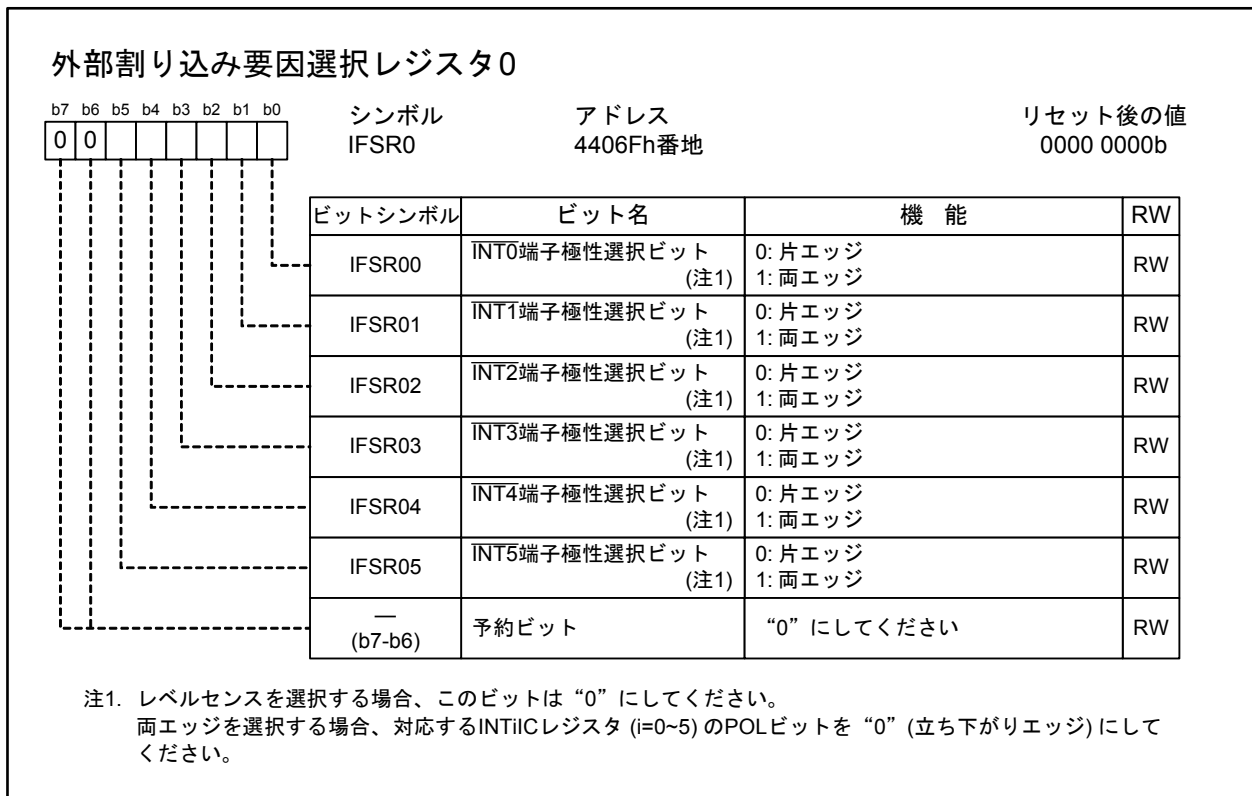 外部割り込み要因選択レジスタ0
b7 b6 b5 b4 b3 b2 b1 b0
0 0
シンボル アドレス リセット後の値
IFSR0 4406Fh番地 0000 0000b
ビットシンボル ビット名 機 能 RW
IFSR00 INT0端子極性選択ビット (注1) 0: 片エッジ RW
1: 両エッジ
IFSR01 INT1端子極性選択ビット (注1) 0: 片エッジ RW
1: 両エッジ
IFSR02 INT2端子極性選択ビット (注1) 0: 片エッジ RW
1: 両エッジ
IFSR03 INT3端子極性選択ビット (注1) 0: 片エッジ RW
1: 両エッジ
IFSR04 INT4端子極性選択ビット (注1) 0: 片エッジ RW
1: 両エッジ
IFSR05 INT5端子極性選択ビット (注1) 0: 片エッジ RW
1: 両エッジ
—
(b7-b6) 予約ビット “0”にしてください RW
注1. レベルセンスを選択する場合、このビットは“0”にしてください。
両エッジを選択する場合、対応するINTiICレジスタ (i=0~5) のPOLビットを“0”(立ち下がりエッジ) にして
ください。